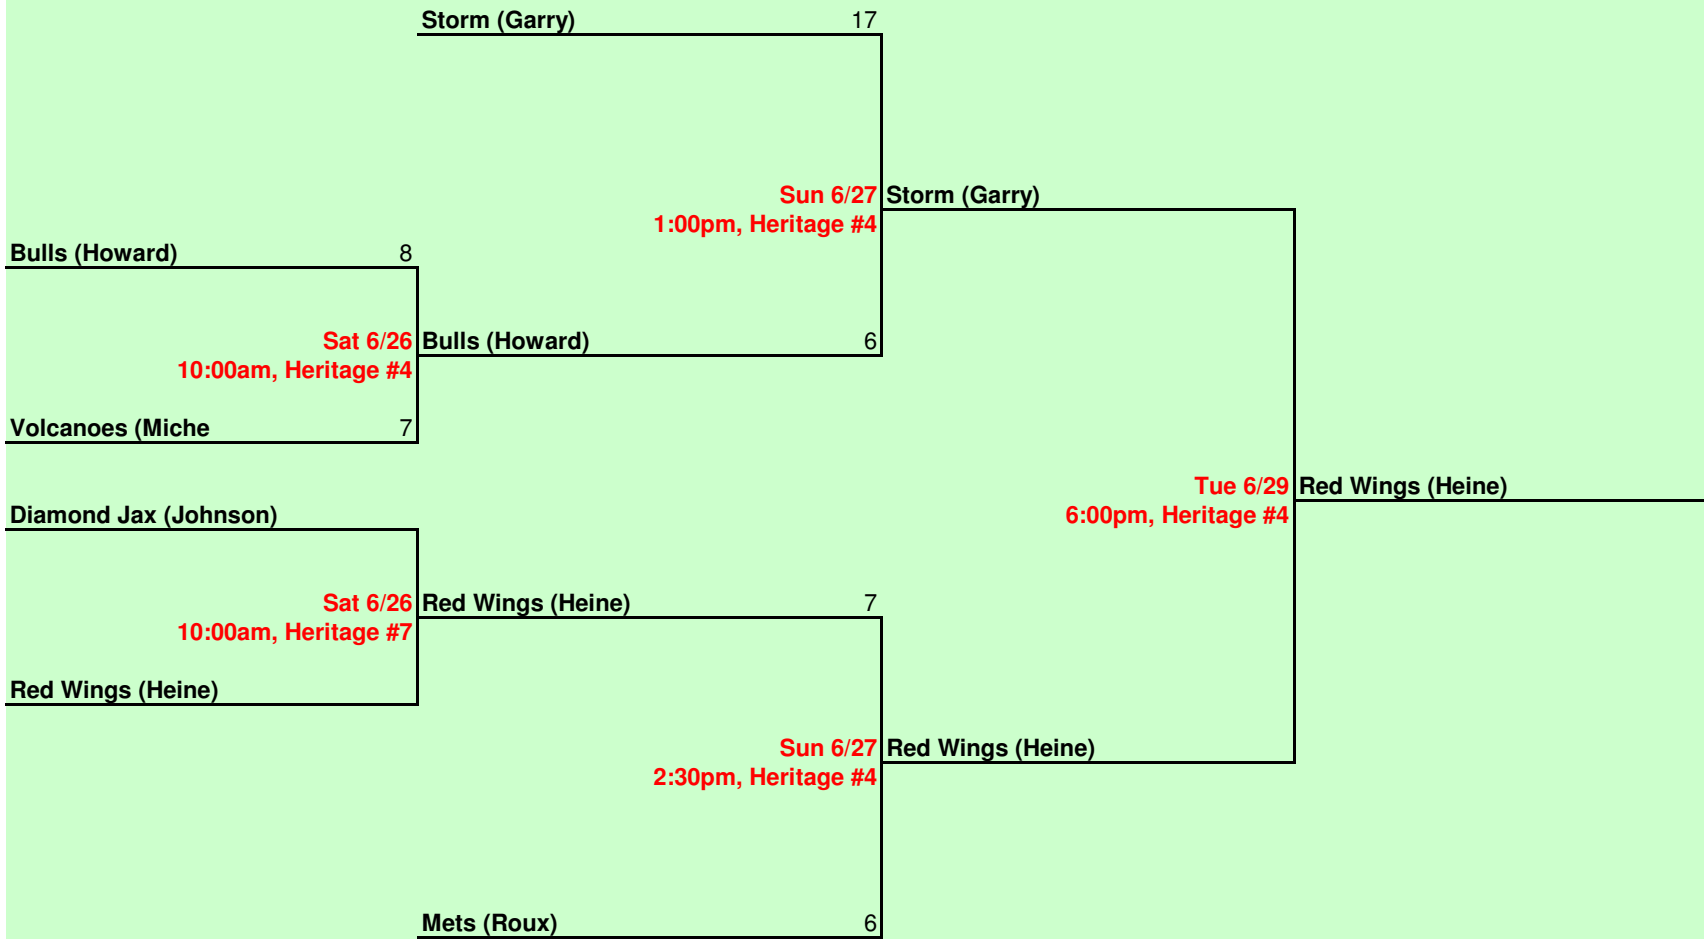 Storm (Garry) 17
Sun 6/27 Storm (Garry)
1:00pm, Heritage #4
Bulls (Howard) 8
Sat 6/26 Bulls (Howard) 6
10:00am, Heritage #4
Volcanoes (Miche 7
Tue 6/29 Red Wings (Heine)
Diamond Jax (Johnson) 6:00pm, Heritage #4
Sat 6/26 Red Wings (Heine) 7
10:00am, Heritage #7
Red Wings (Heine)
Sun 6/27 Red Wings (Heine)
2:30pm, Heritage #4
Mets (Roux) 6